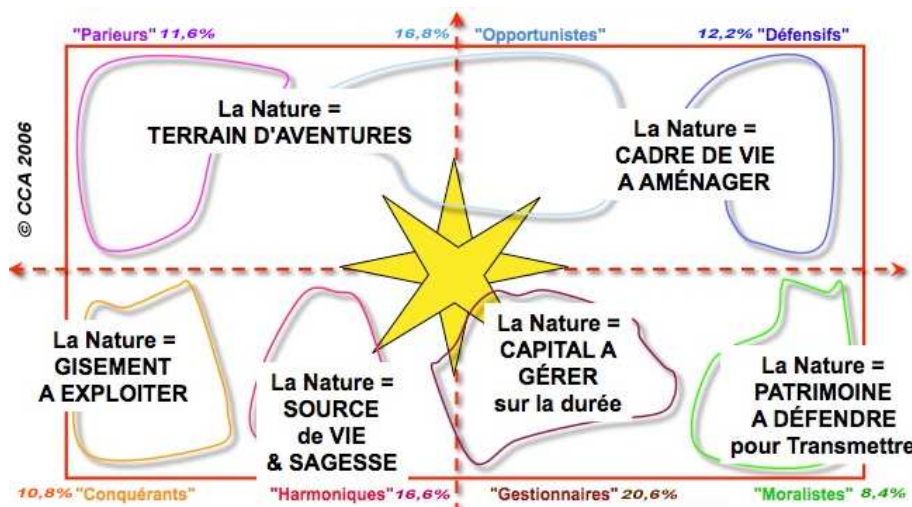 "Parieurs" 11,6%
16,8% "Opportunistes"
12,2% "Défensifs"
La Nature =
TERRAIN D'AVENTURES
La Nature =
CADRE DE VIE
A AMÉNAGER
© CCA 2006
La Nature =
GISEMENT
A EXPLOITER
La Nature =
SOURCE
de VIE
& SAGESSE
La Nature =
CAPITAL A
GÉRER
sur la durée
La Nature =
PATRIMOINE
A DÉFENDRE
pour Transmettre
10,8% "Conquérants"
"Harmoniques" 16,6%
"Gestionnaires" 20,6%
"Moralistes" 8,4%